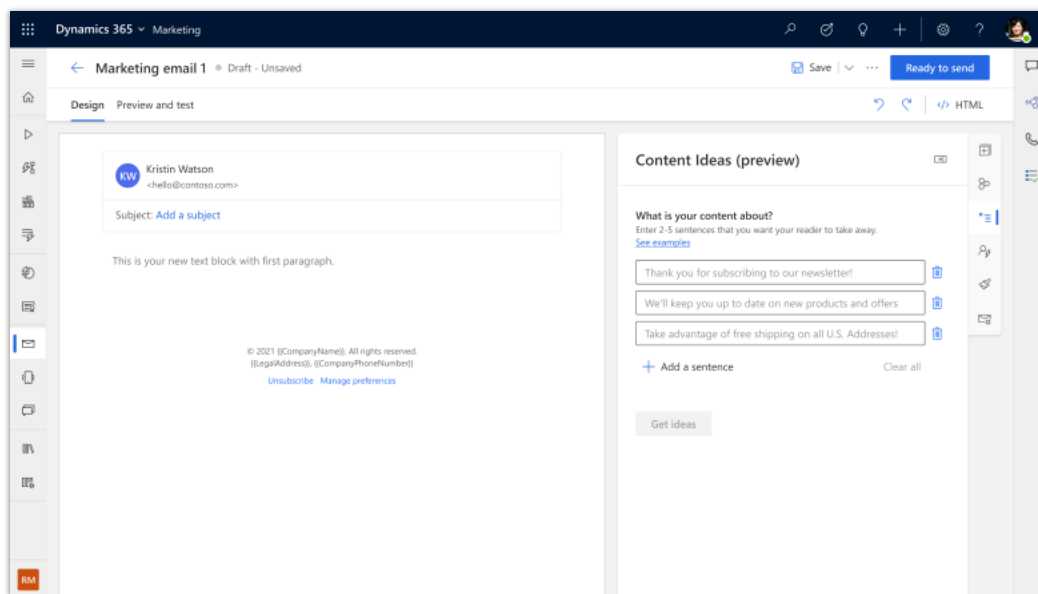 Dynamics 365 Marketing
Marketing email 1 Draft - Unsaved
Save
Ready to send
Design Preview and test
</> HTML
KW
Kristin Watson
<hello@contoso.com>
Subject: Add a subject
This is your new text block with first paragraph.
© 2021 {{CompanyName}}. All rights reserved.
{{LegalAddress}}, {{CompanyPhoneNumber}}
Unsubscribe Manage preferences
Content Ideas (preview)
What is your content about?
Enter 2-5 sentences that you want your reader to take away.
See examples
Thank you for subscribing to our newsletter!
We'll keep you up to date on new products and offers
Take advantage of free shipping on all U.S. Addresses!
Add a sentence
Clear all
Get ideas
RM